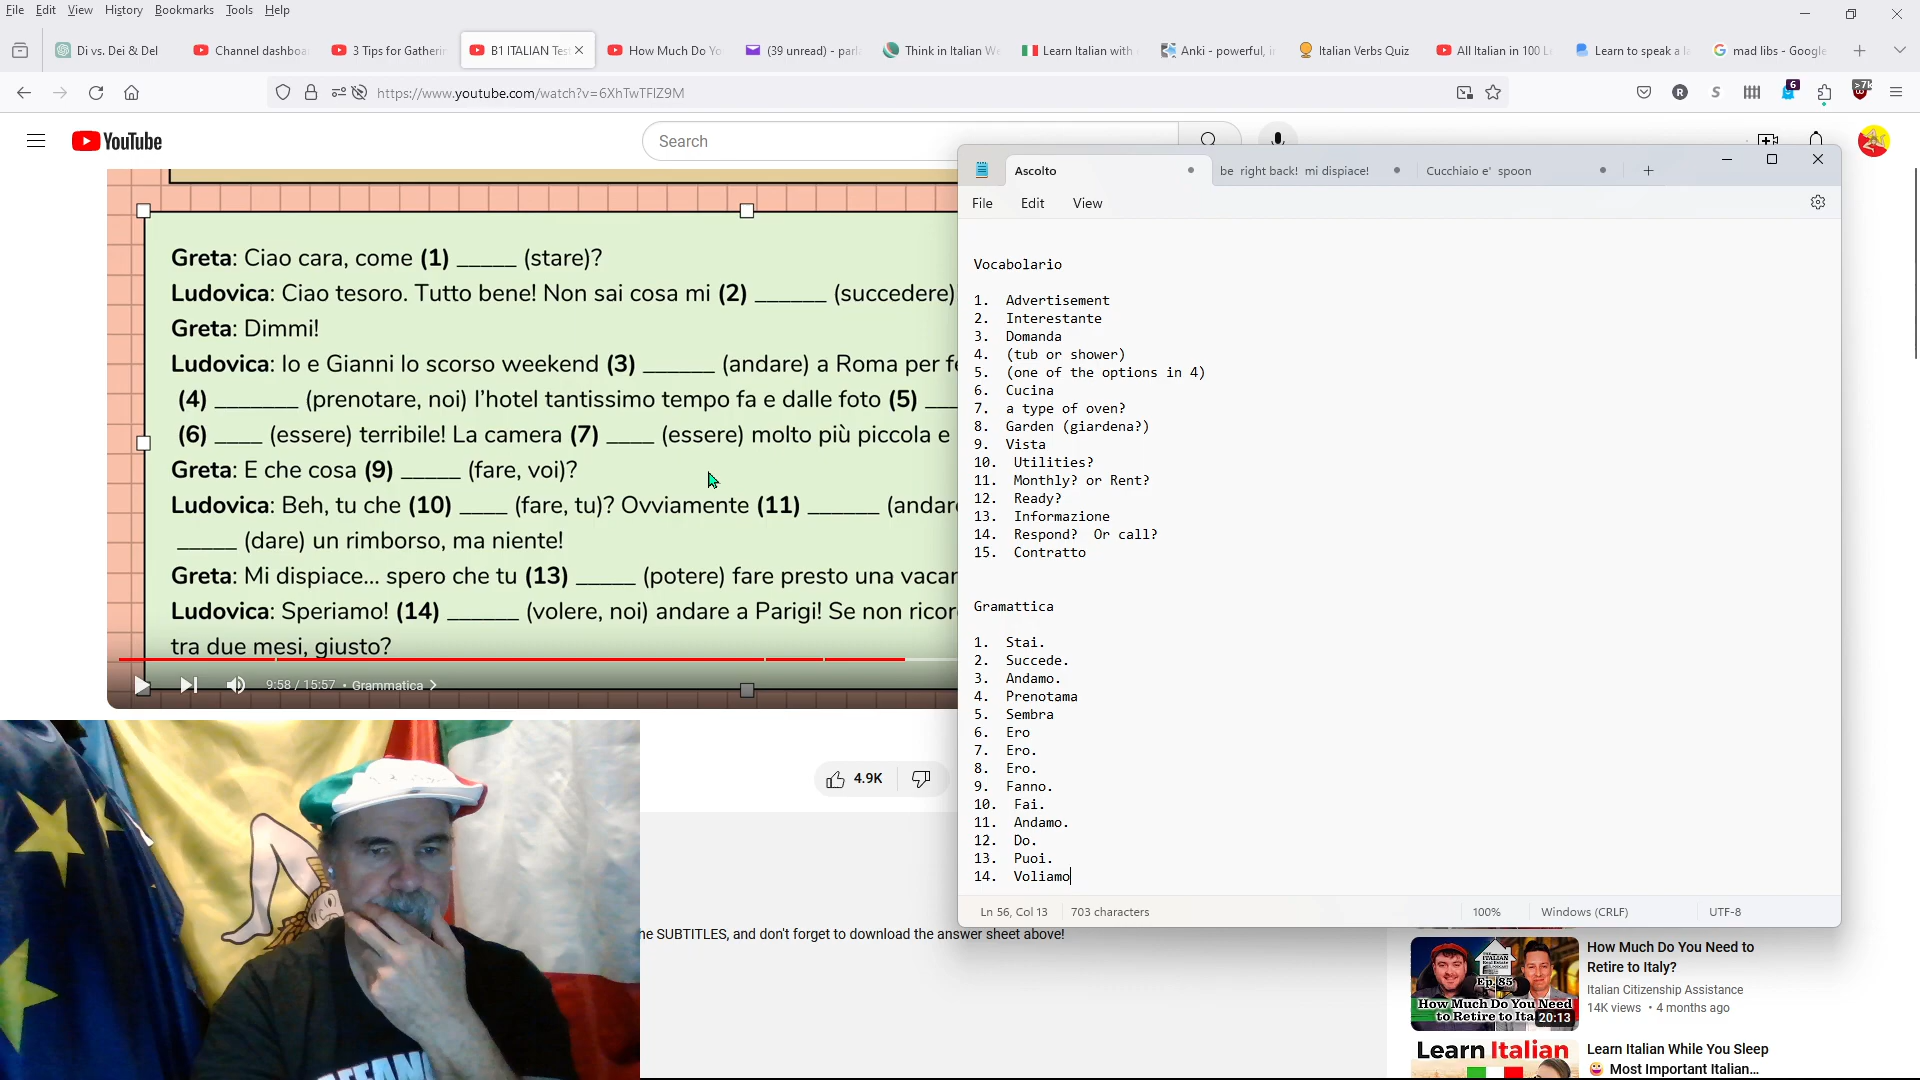 File Edit View History Bookmarks Tools Help
Di vs. Dei & Del
Channel dashboa
3 Tips for Gatherin
B1 ITALIAN Tes
How Much Do Yo
(39 unread) - parl
Think in Italian We
Learn Italian with
Anki - powerful, i
Italian Verbs Quiz
All Italian in 100 L
Learn to speak a la
mad libs - Google
https://www.youtube.com/watch?v=6XhTwTFIZ9M
YouTube
Search
Greta: Ciao cara, come (1) _____ (stare)?
Ludovica: Ciao tesoro. Tutto bene! Non sai cosa mi (2) ______ (succedere)
Greta: Dimmi!
Ludovica: Io e Gianni lo scorso weekend (3) ______ (andare) a Roma per fe
(4) _______ (prenotare, noi) l'hotel tantissimo tempo fa e dalle foto (5) ___
(6) ____ (essere) terribile! La camera (7) ____ (essere) molto più piccola e
Greta: E che cosa (9) _____ (fare, voi)?
Ludovica: Beh, tu che (10) ____ (fare, tu)? Ovviamente (11) ______ (andar
_____ (dare) un rimborso, ma niente!
Greta: Mi dispiace... spero che tu (13) _____ (potere) fare presto una vacan
Ludovica: Speriamo! (14) ______ (volere, noi) andare a Parigi! Se non ricor
tra due mesi, giusto?
9:58 / 15:57 • Grammatica
Ascolto
be right back! mi dispiace!
Cucchiaio e' spoon
File Edit View
Vocabolario
1. Advertisement
2. Interestante
3. Domanda
4. (tub or shower)
5. (one of the options in 4)
6. Cucina
7. a type of oven?
8. Garden (giardena?)
9. Vista
10. Utilities?
11. Monthly? or Rent?
12. Ready?
13. Informazione
14. Respond? Or call?
15. Contratto
Gramattica
1. Stai.
2. Succede.
3. Andamo.
4. Prenotama
5. Sembra
6. Ero
7. Ero.
8. Ero.
9. Fanno.
10. Fai.
11. Andamo.
12. Do.
13. Puoi.
14. Voliamo
Ln 56, Col 13
703 characters
100%
Windows (CRLF)
UTF-8
4.9K
he SUBTITLES, and don't forget to download the answer sheet above!
Ep. 85
How Much Do You Need
to Retire to Ita
20:13
How Much Do You Need to
Retire to Italy?
Italian Citizenship Assistance
14K views • 4 months ago
Learn Italian
Learn Italian While You Sleep
Most Important Italian...